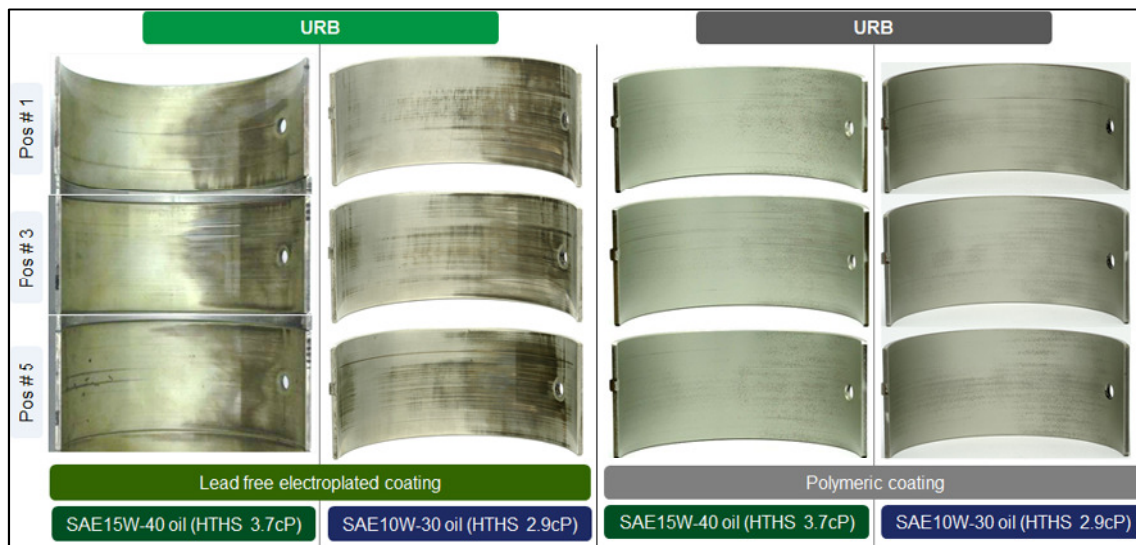 URB
URB
Pos # 1
Pos # 3
Pos # 5
Lead free electroplated coating
Polymeric coating
SAE15W-40 oil (HTHS 3.7cP)
SAE10W-30 oil (HTHS 2.9cP)
SAE15W-40 oil (HTHS 3.7cP)
SAE10W-30 oil (HTHS 2.9cP)